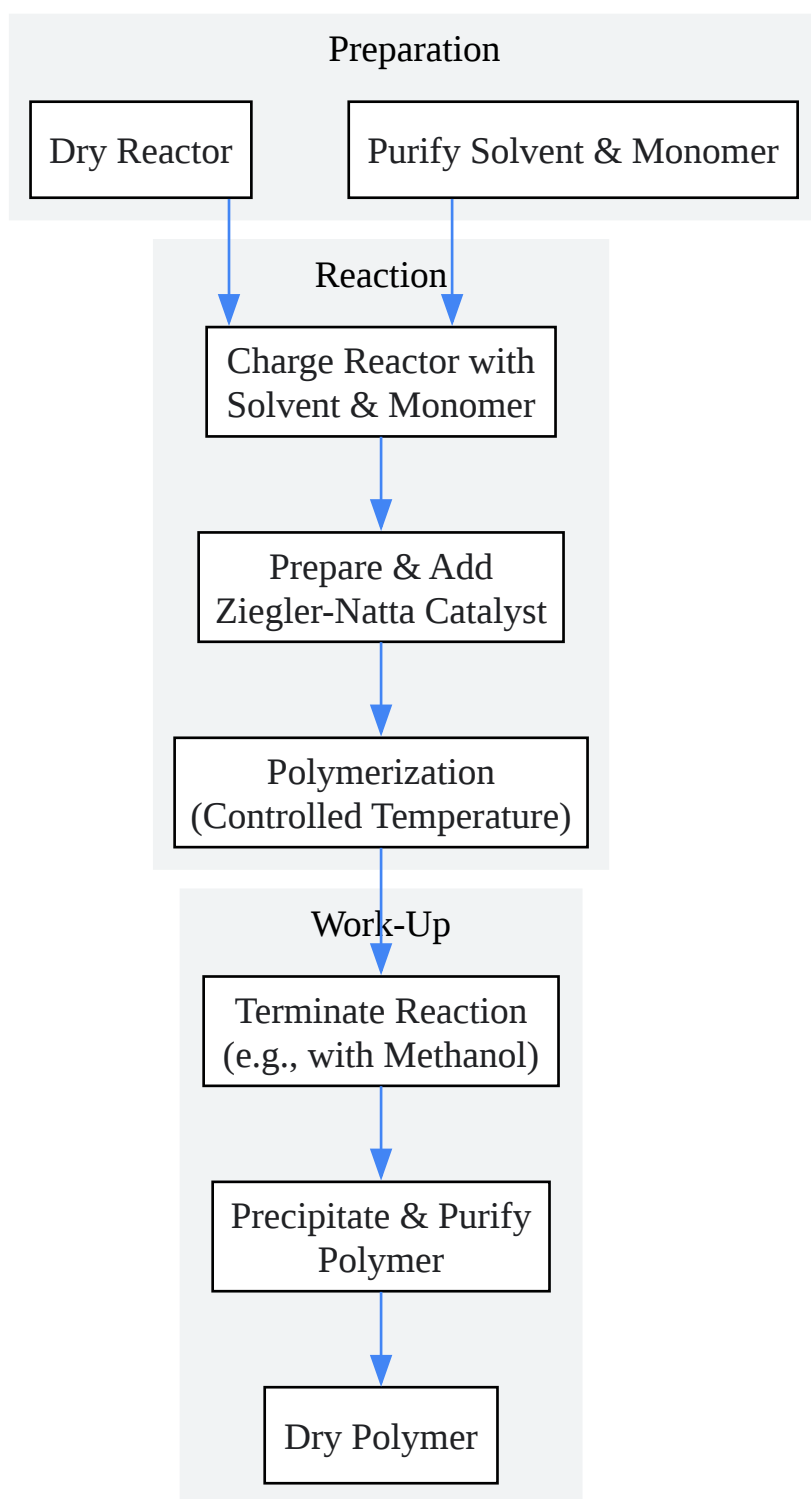 Preparation
Dry Reactor
Purify Solvent & Monomer
Reaction
Charge Reactor with
Solvent & Monomer
Prepare & Add
Ziegler-Natta Catalyst
Polymerization
(Controlled Temperature)
Work-Up
Terminate Reaction
(e.g., with Methanol)
Precipitate & Purify
Polymer
Dry Polymer